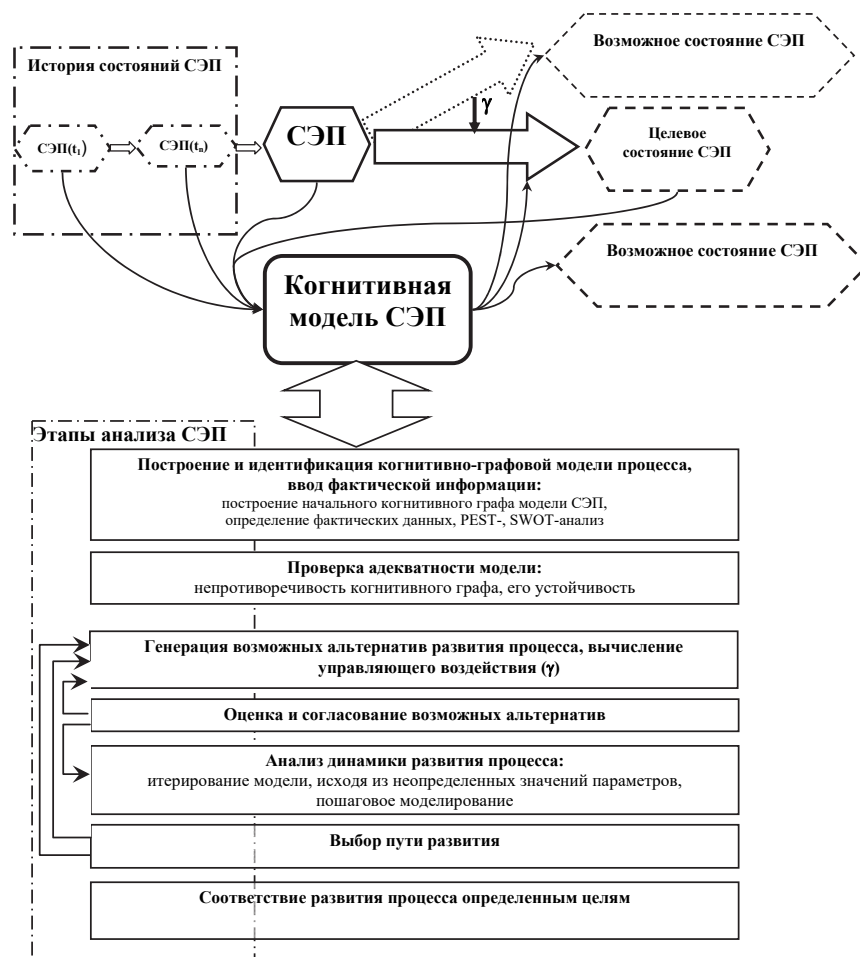 Возможное состояние СЭП
История состояний СЭП
СЭП(t₁)
СЭП(tₙ)
СЭП
γ
Целевое
состояние СЭП
Возможное состояние СЭП
Когнитивная
модель СЭП
Этапы анализа СЭП
Построение и идентификация когнитивно-графовой модели процесса,
ввод фактической информации:
построение начального когнитивного графа модели СЭП,
определение фактических данных, PEST-, SWOT-анализ
Проверка адекватности модели:
непротиворечивость когнитивного графа, его устойчивость
Генерация возможных альтернатив развития процесса, вычисление
управляющего воздействия (γ)
Оценка и согласование возможных альтернатив
Анализ динамики развития процесса:
итерирование модели, исходя из неопределенных значений параметров,
пошаговое моделирование
Выбор пути развития
Соответствие развития процесса определенным целям